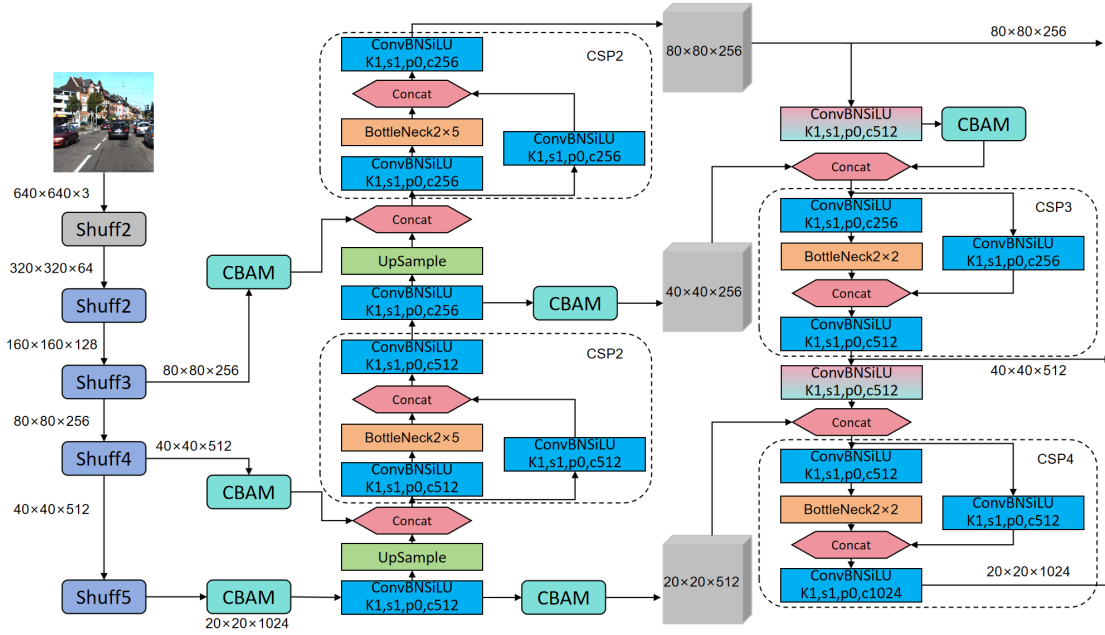 640×640×3
Shuff2
320×320×64
Shuff2
160×160×128
Shuff3
80×80×256
80×80×256
Shuff4
40×40×512
40×40×512
Shuff5
CBAM
CBAM
CBAM
20×20×1024
CSP2
ConvBNSiLU
K1,s1,p0,c256
Concat
BottleNeck2×5
ConvBNSiLU
K1,s1,p0,c256
ConvBNSiLU
K1,s1,p0,c256
Concat
UpSample
ConvBNSiLU
K1,s1,p0,c256
CBAM
CSP2
ConvBNSiLU
K1,s1,p0,c512
Concat
BottleNeck2×5
ConvBNSiLU
K1,s1,p0,c512
ConvBNSiLU
K1,s1,p0,c512
Concat
UpSample
ConvBNSiLU
K1,s1,p0,c512
CBAM
80×80×256
40×40×256
20×20×512
80×80×256
ConvBNSiLU
K1,s1,p0,c512
CBAM
Concat
CSP3
ConvBNSiLU
K1,s1,p0,c256
ConvBNSiLU
K1,s1,p0,c256
BottleNeck2×2
Concat
ConvBNSiLU
K1,s1,p0,c512
40×40×512
ConvBNSiLU
K1,s1,p0,c512
Concat
CSP4
ConvBNSiLU
K1,s1,p0,c512
ConvBNSiLU
K1,s1,p0,c512
BottleNeck2×2
Concat
ConvBNSiLU
K1,s1,p0,c1024
20×20×1024